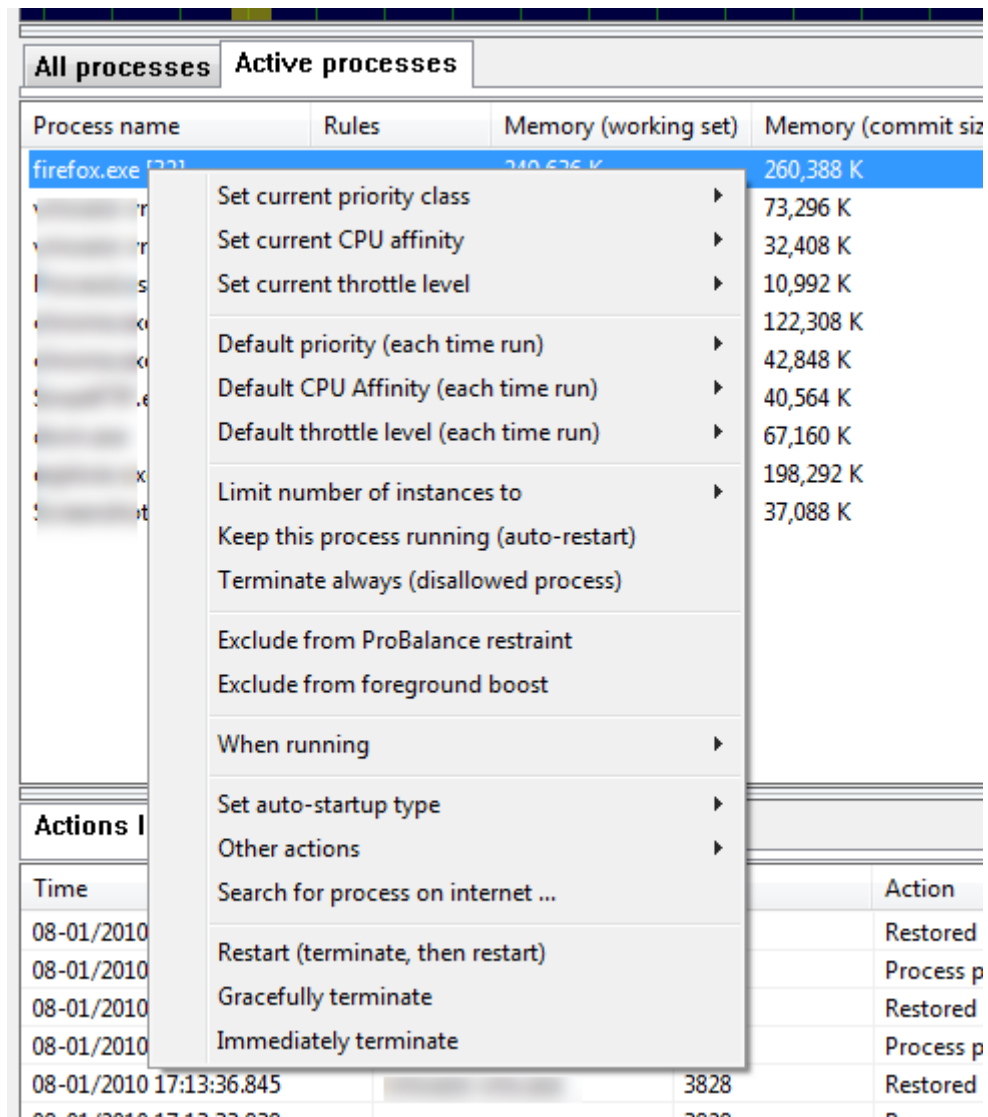 All processes Active processes
Process name Rules Memory (working set) Memory (commit siz
firefox.exe [32] 249,636 K 260,388 K
73,296 K
32,408 K
10,992 K
122,308 K
42,848 K
40,564 K
67,160 K
198,292 K
37,088 K
Set current priority class
Set current CPU affinity
Set current throttle level
Default priority (each time run)
Default CPU Affinity (each time run)
Default throttle level (each time run)
Limit number of instances to
Keep this process running (auto-restart)
Terminate always (disallowed process)
Exclude from ProBalance restraint
Exclude from foreground boost
When running
Set auto-startup type
Other actions
Search for process on internet ...
Restart (terminate, then restart)
Gracefully terminate
Immediately terminate
Actions l
Time Action
08-01/2010 Restored
08-01/2010 Process p
08-01/2010 Restored
08-01/2010 Process p
08-01/2010 17:13:36.845 3828 Restored